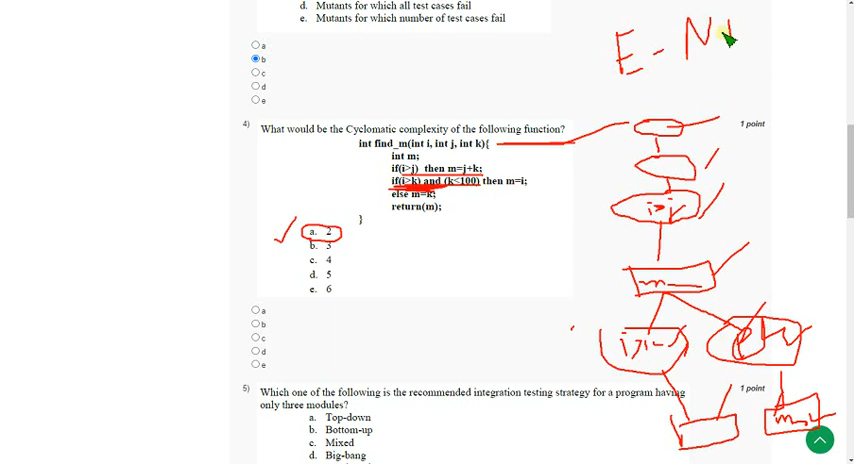 d. Mutants for which all test cases fail
e. Mutants for which number of test cases fail
a
b
c
d
e
E - N
4) What would be the Cyclomatic complexity of the following function? 1 point
int find_m(int i, int j, int k){
int m;
if(i>j) then m=j+k;
if(i>k) and (k<100) then m=i;
else m=k;
return(m);
}
a. 2
b. 3
c. 4
d. 5
e. 6
i>j
m
a
b
c
d
e
5) Which one of the following is the recommended integration testing strategy for a program having 1 point
only three modules?
a. Top-down
b. Bottom-up
c. Mixed
d. Big-bang